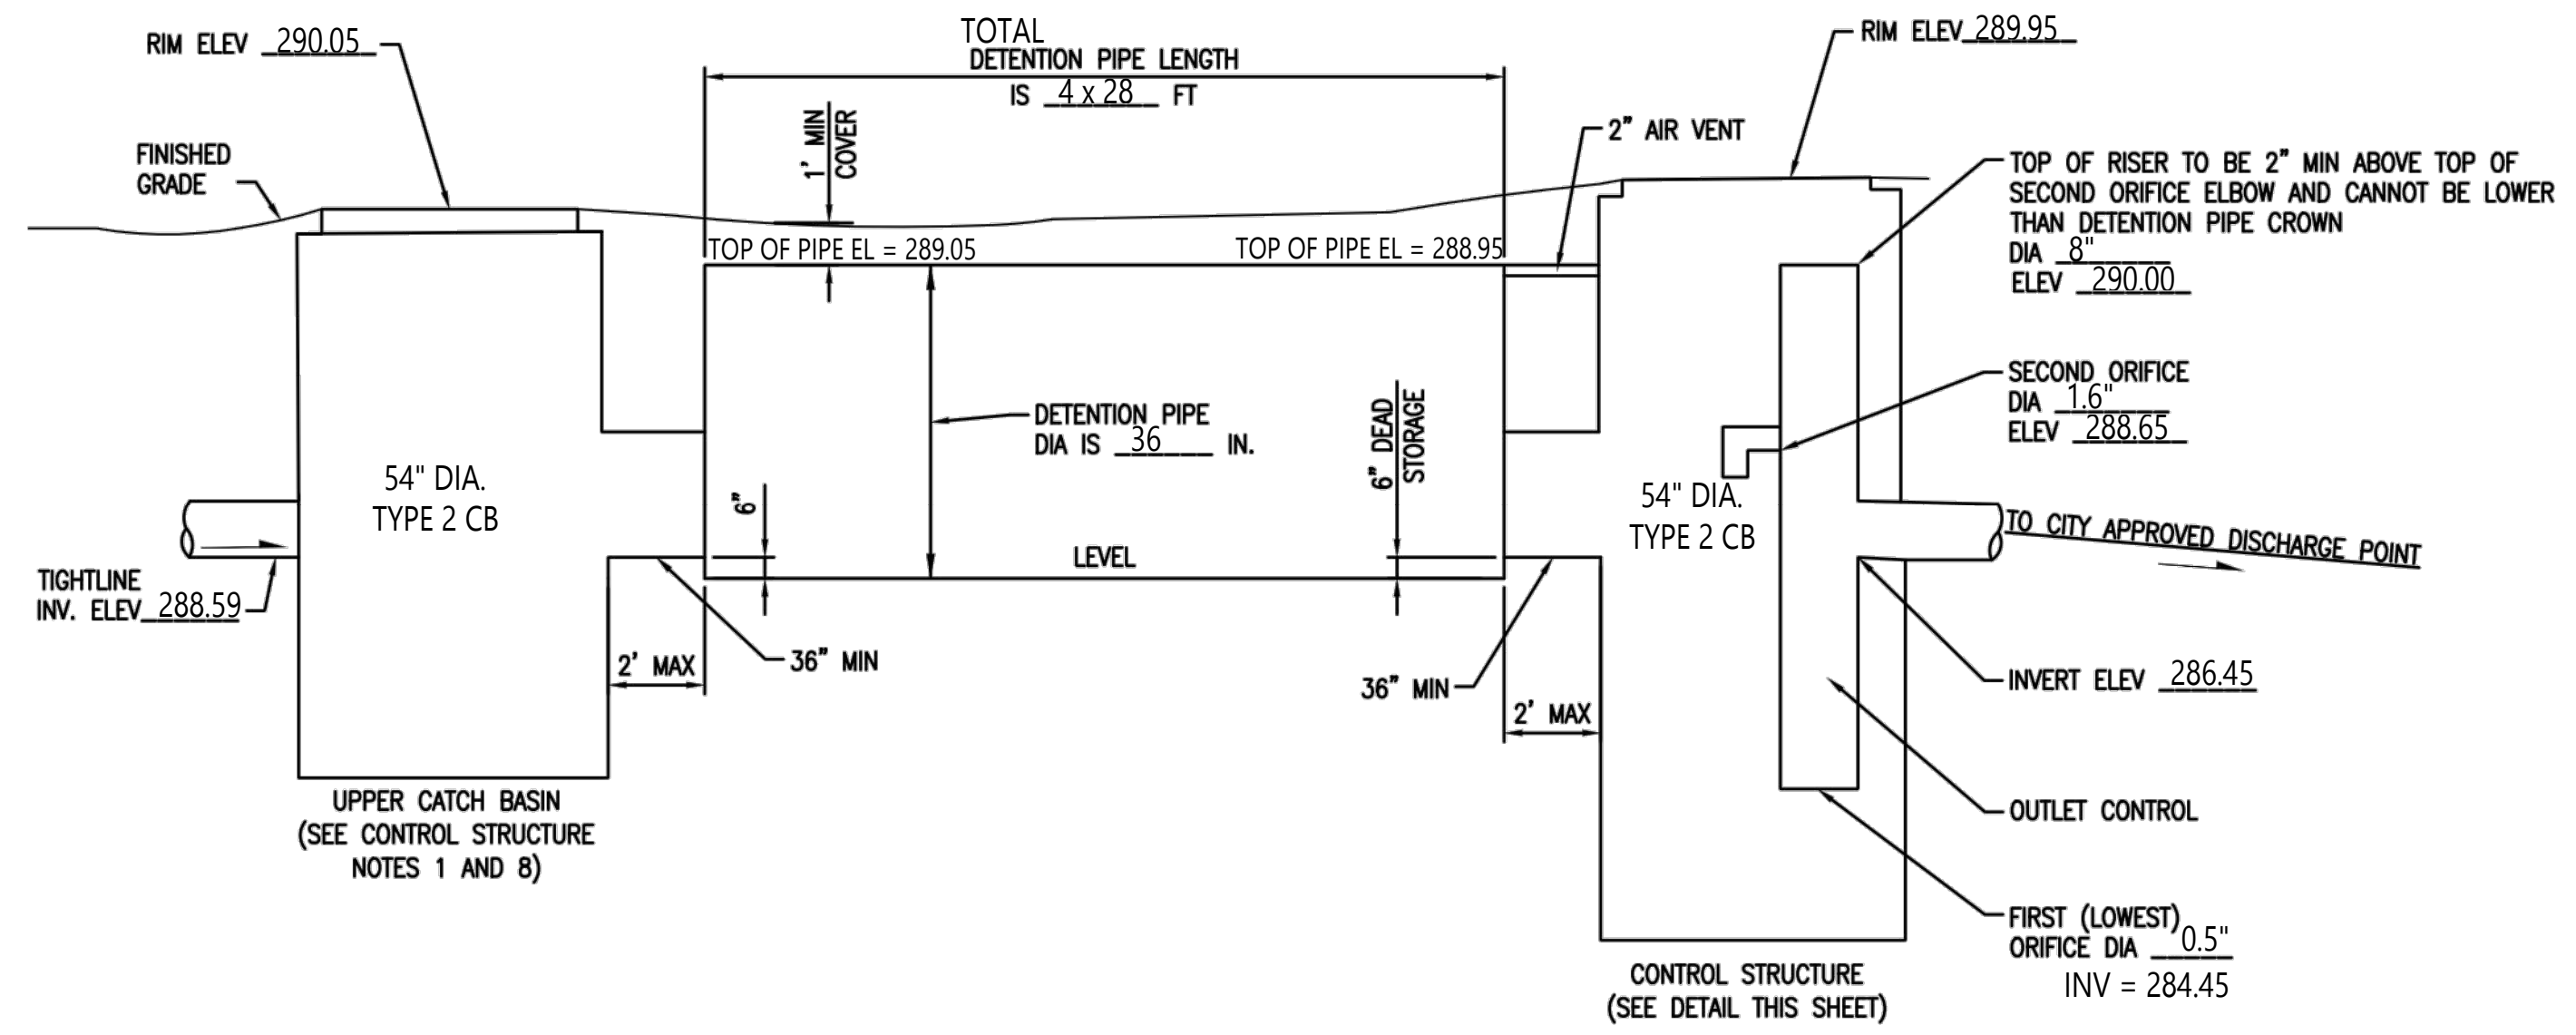 RIM ELEV 290.05
TOTAL
DETENTION PIPE LENGTH
IS 4 x 28 FT
RIM ELEV 289.95
1' MIN
COVER
2" AIR VENT
FINISHED
GRADE
TOP OF RISER TO BE 2" MIN ABOVE TOP OF
SECOND ORIFICE ELBOW AND CANNOT BE LOWER
THAN DETENTION PIPE CROWN
DIA 8"
ELEV 290.00
TOP OF PIPE EL = 289.05
TOP OF PIPE EL = 288.95
SECOND ORIFICE
DIA 1.6"
ELEV 288.65
DETENTION PIPE
DIA IS 36 IN.
6" DEAD
STORAGE
6"
54" DIA.
TYPE 2 CB
54" DIA.
TYPE 2 CB
LEVEL
TO CITY APPROVED DISCHARGE POINT
TIGHTLINE
INV. ELEV 288.59
2' MAX
36" MIN
36" MIN
2' MAX
INVERT ELEV 286.45
UPPER CATCH BASIN
(SEE CONTROL STRUCTURE
NOTES 1 AND 8)
OUTLET CONTROL
FIRST (LOWEST)
ORIFICE DIA 0.5"
INV = 284.45
CONTROL STRUCTURE
(SEE DETAIL THIS SHEET)